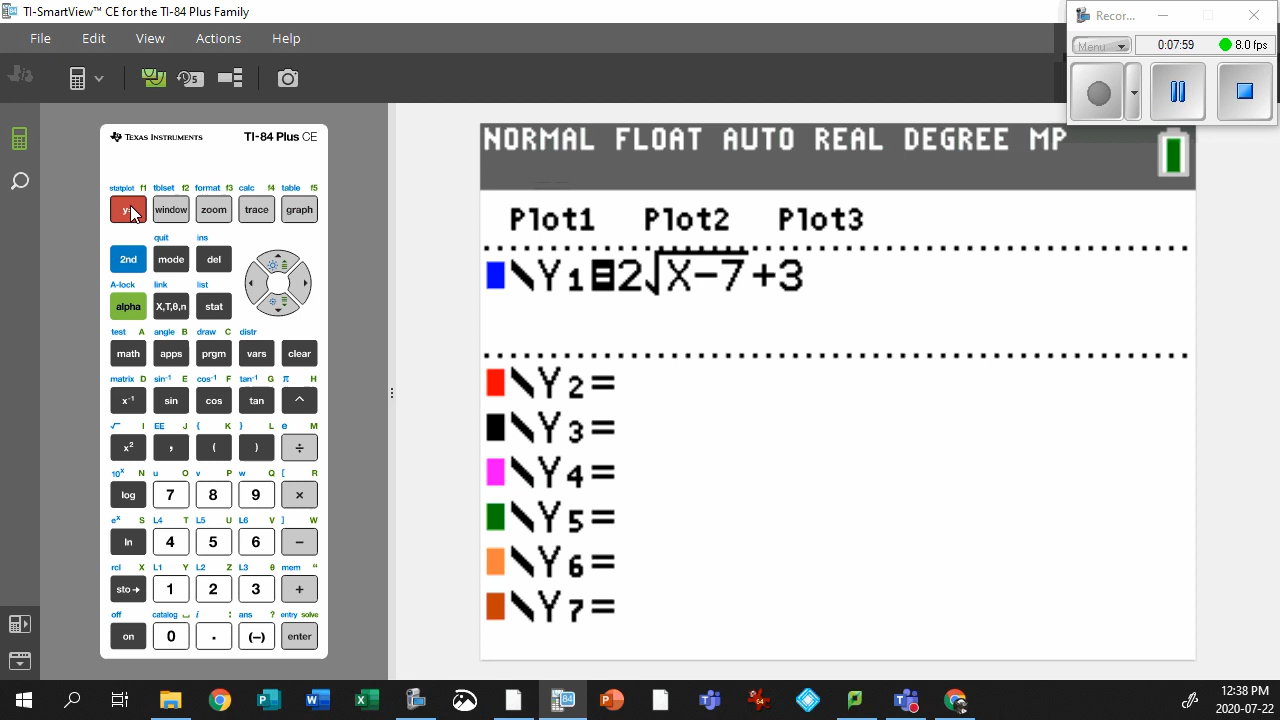 TI-SmartView™ CE for the TI-84 Plus Family
Recor...
File Edit View Actions Help
Menu 0:07:59 8.0 fps
TEXAS INSTRUMENTS TI-84 Plus CE
NORMAL FLOAT AUTO REAL DEGREE MP
statplot f1 tblset f2 format f3 calc f4 table f5
window zoom trace graph
quit ins
2nd mode del
A-lock link list
alpha X,T,θ,n stat
test A angle B draw C distr
math apps prgm vars clear
matrix D sin⁻¹ E cos⁻¹ F tan⁻¹ G π H
x⁻¹ sin cos tan ^
√ I EE J { K } L e M
x² , ( ) ÷
10ˣ N u O v P w Q [ R
log 7 8 9 ×
eˣ S L4 T L5 U L6 V ] W
ln 4 5 6 −
rcl X L1 Y L2 Z L3 θ mem “
sto→ 1 2 3 +
off catalog ⎵ i : ans ? entry solve
on 0 . (−) enter
Plot1 Plot2 Plot3
\Y1=2√X−7+3
\Y2=
\Y3=
\Y4=
\Y5=
\Y6=
\Y7=
84
12:38 PM
2020-07-22